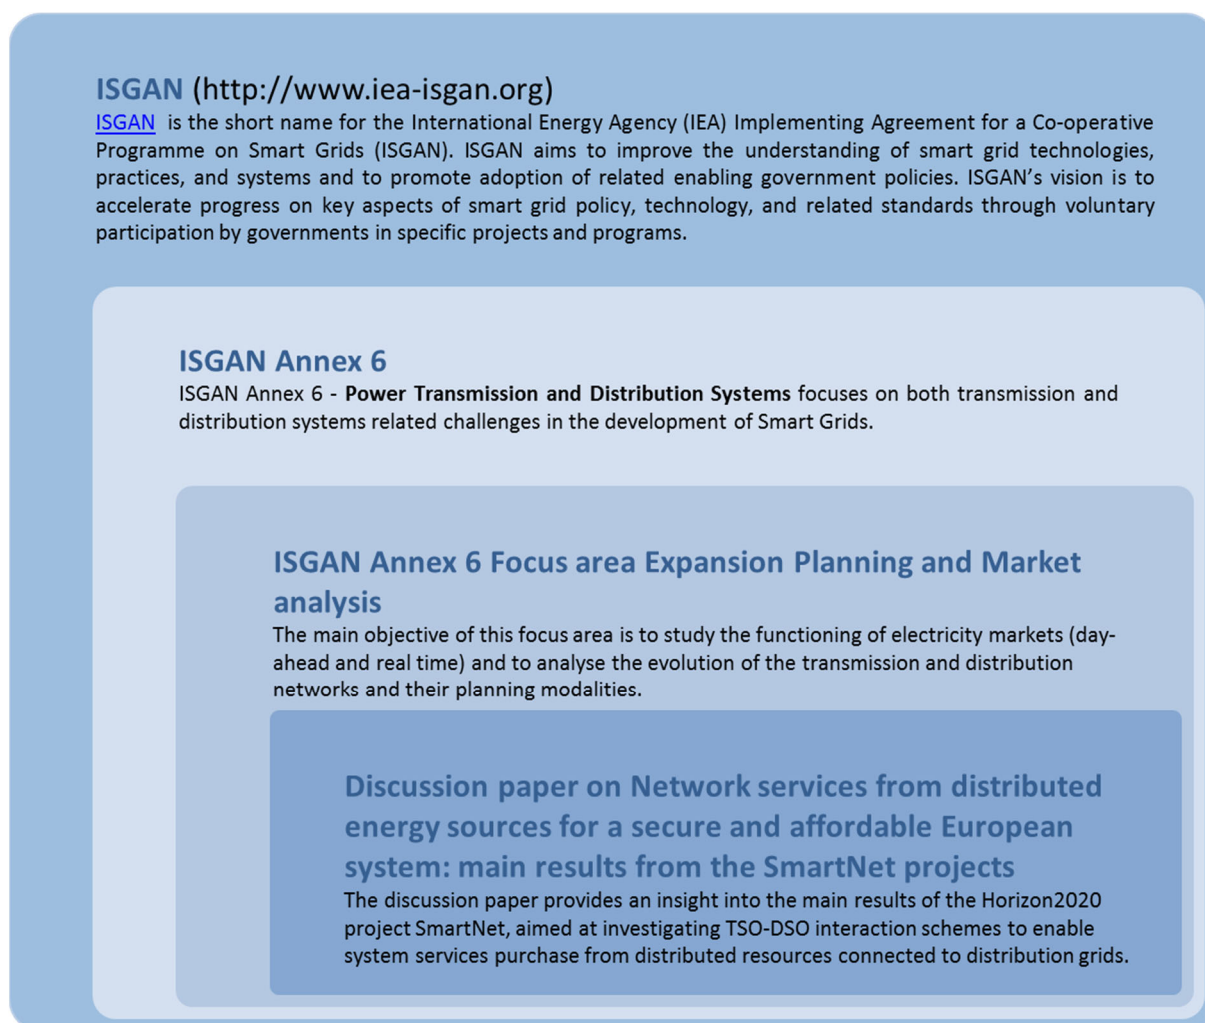 ISGAN (http://www.iea-isgan.org)
ISGAN is the short name for the International Energy Agency (IEA) Implementing Agreement for a Co-operative
Programme on Smart Grids (ISGAN). ISGAN aims to improve the understanding of smart grid technologies,
practices, and systems and to promote adoption of related enabling government policies. ISGAN’s vision is to
accelerate progress on key aspects of smart grid policy, technology, and related standards through voluntary
participation by governments in specific projects and programs.
ISGAN Annex 6
ISGAN Annex 6 - Power Transmission and Distribution Systems focuses on both transmission and
distribution systems related challenges in the development of Smart Grids.
ISGAN Annex 6 Focus area Expansion Planning and Market
analysis
The main objective of this focus area is to study the functioning of electricity markets (day-
ahead and real time) and to analyse the evolution of the transmission and distribution
networks and their planning modalities.
Discussion paper on Network services from distributed
energy sources for a secure and affordable European
system: main results from the SmartNet projects
The discussion paper provides an insight into the main results of the Horizon2020
project SmartNet, aimed at investigating TSO-DSO interaction schemes to enable
system services purchase from distributed resources connected to distribution grids.